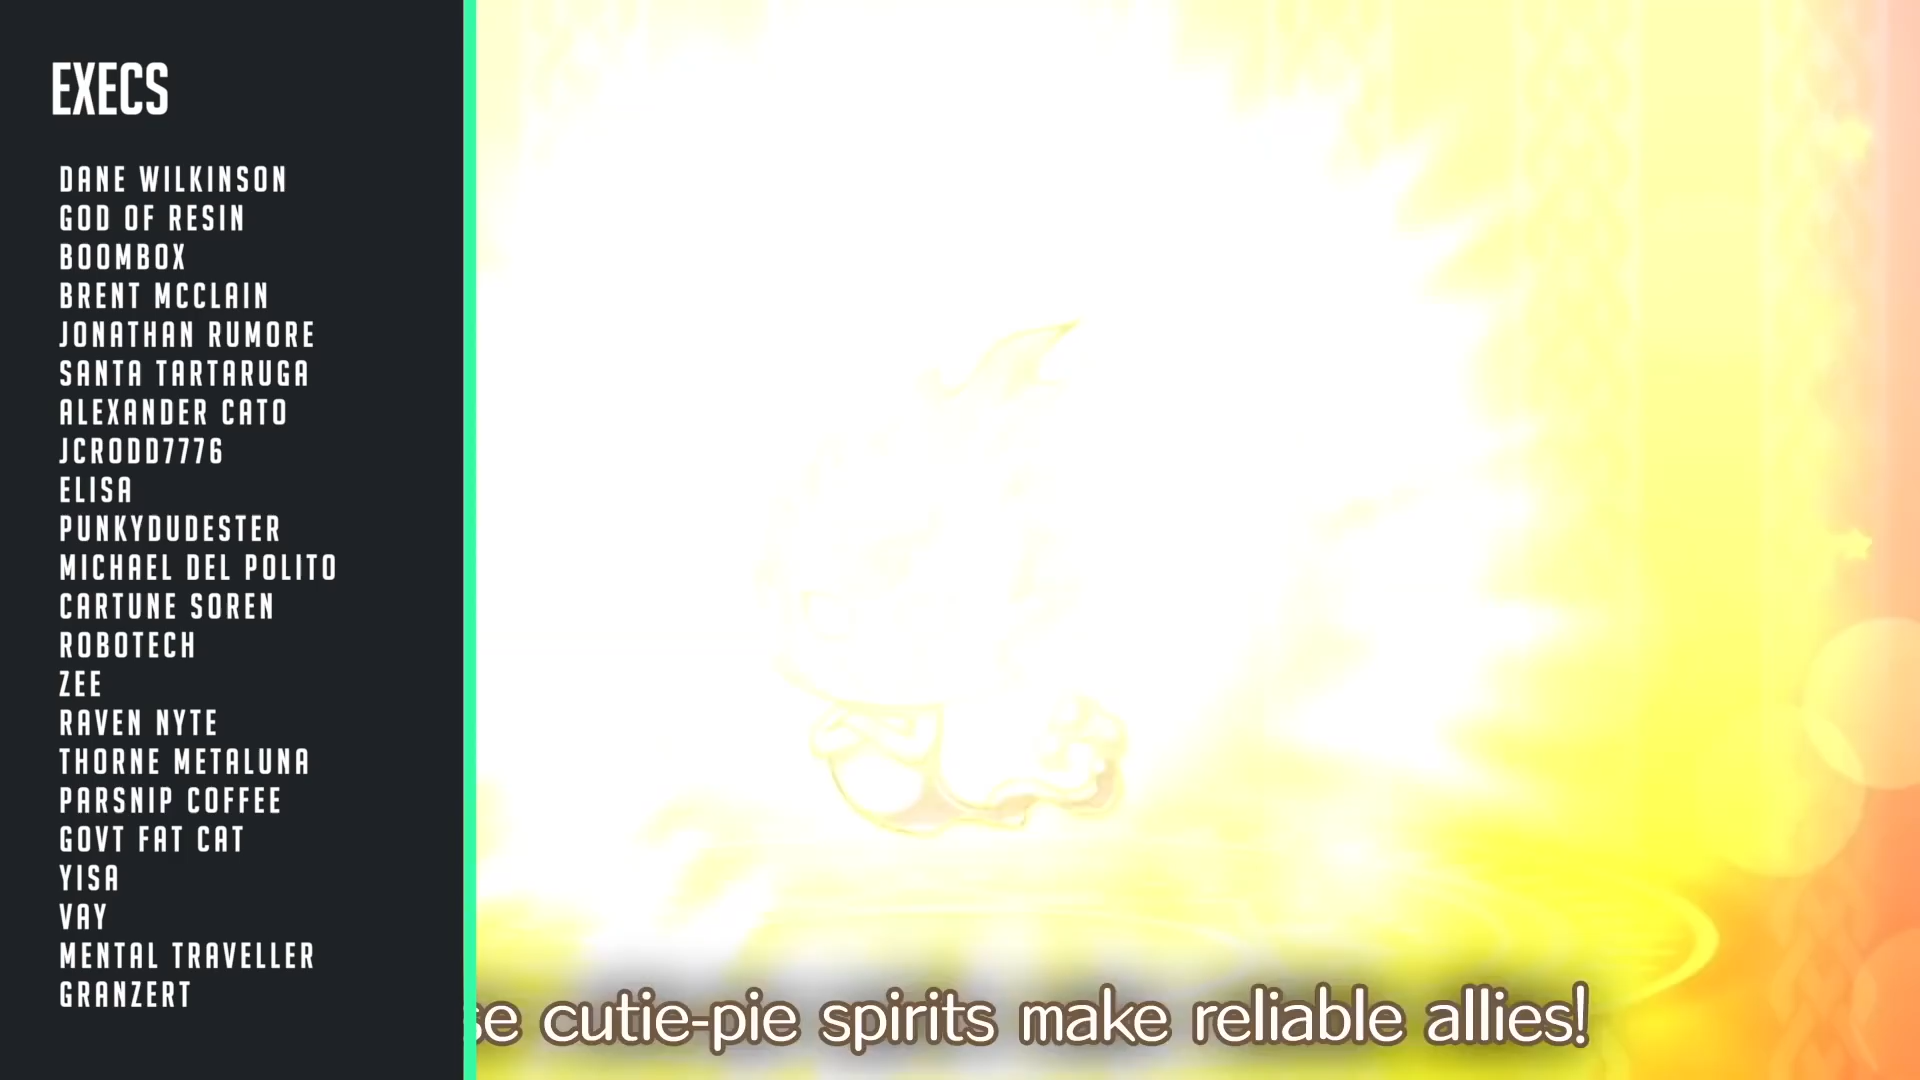 EXECS
DANE WILKINSON
GOD OF RESIN
BOOMBOX
BRENT MCCLAIN
JONATHAN RUMORE
SANTA TARTARUGA
ALEXANDER CATO
JCRODD7776
ELISA
PUNKYDUDESTER
MICHAEL DEL POLITO
CARTUNE SOREN
ROBOTECH
ZEE
RAVEN NYTE
THORNE METALUNA
PARSNIP COFFEE
GOVT FAT CAT
YISA
VAY
MENTAL TRAVELLER
GRANZERT
se cutie-pie spirits make reliable allies!